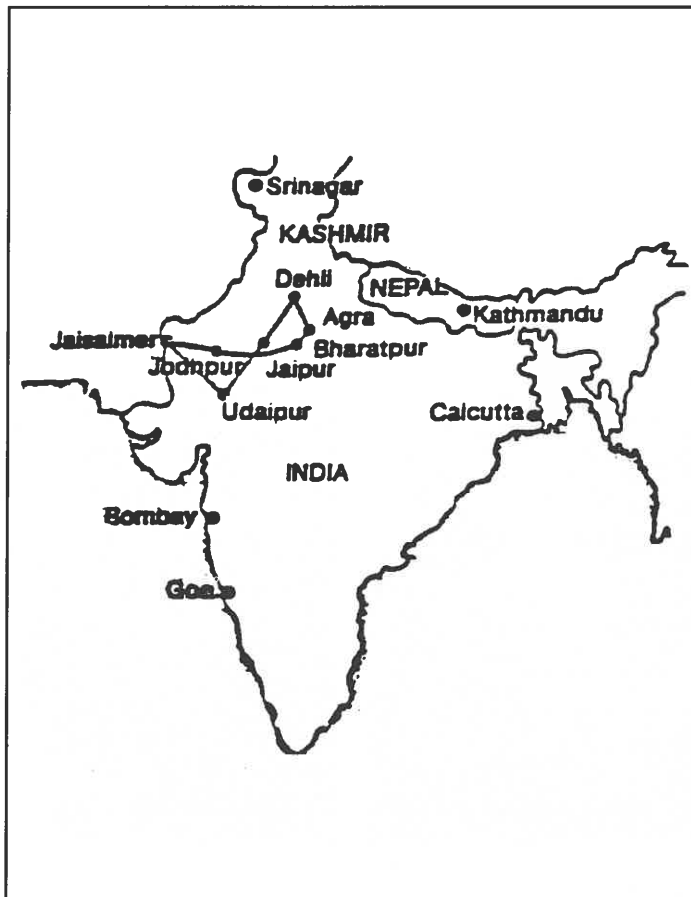 Srinagar
KASHMIR
Dehli
NEPAL
Kathmandu
Agra
Jaisalmer
Bharatpur
Jodhpur
Jaipur
Udaipur
Calcutta
INDIA
Bombay
Goa